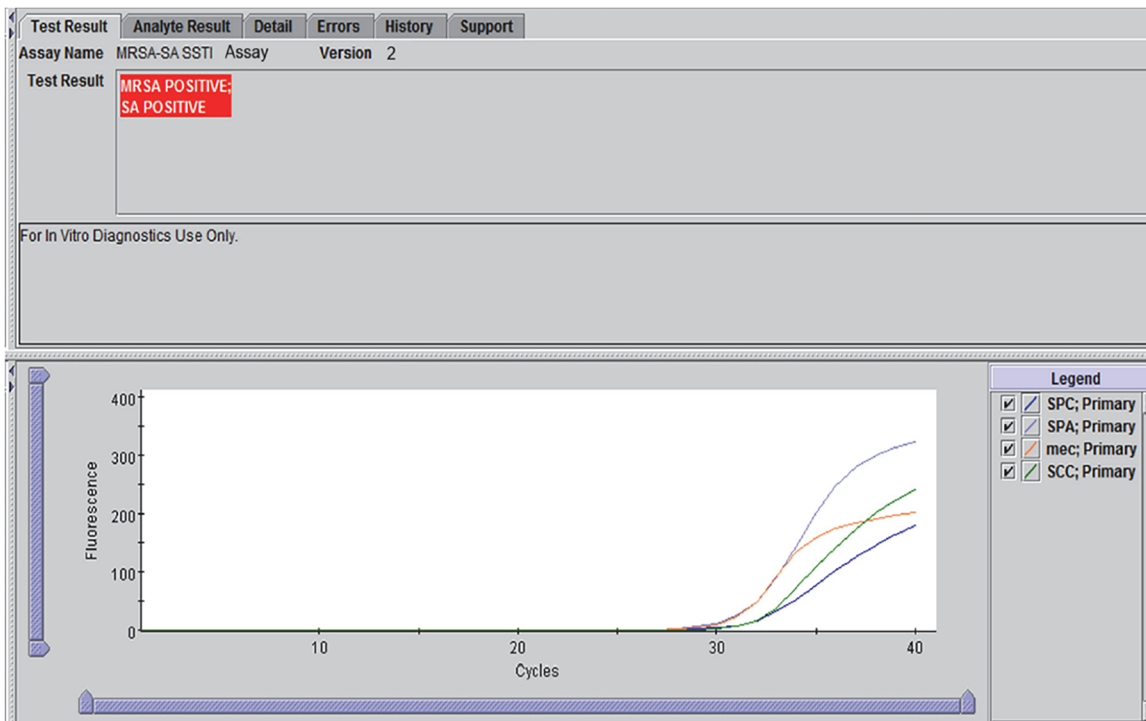 Test Result Analyte Result Detail Errors History Support
Assay Name MRSA-SA SSTI Assay Version 2
Test Result MRSA POSITIVE;
SA POSITIVE
For In Vitro Diagnostics Use Only.
400
300
200
100
0
Fluorescence
10 20 30 40
Cycles
Legend
SPC; Primary
SPA; Primary
mec; Primary
SCC; Primary